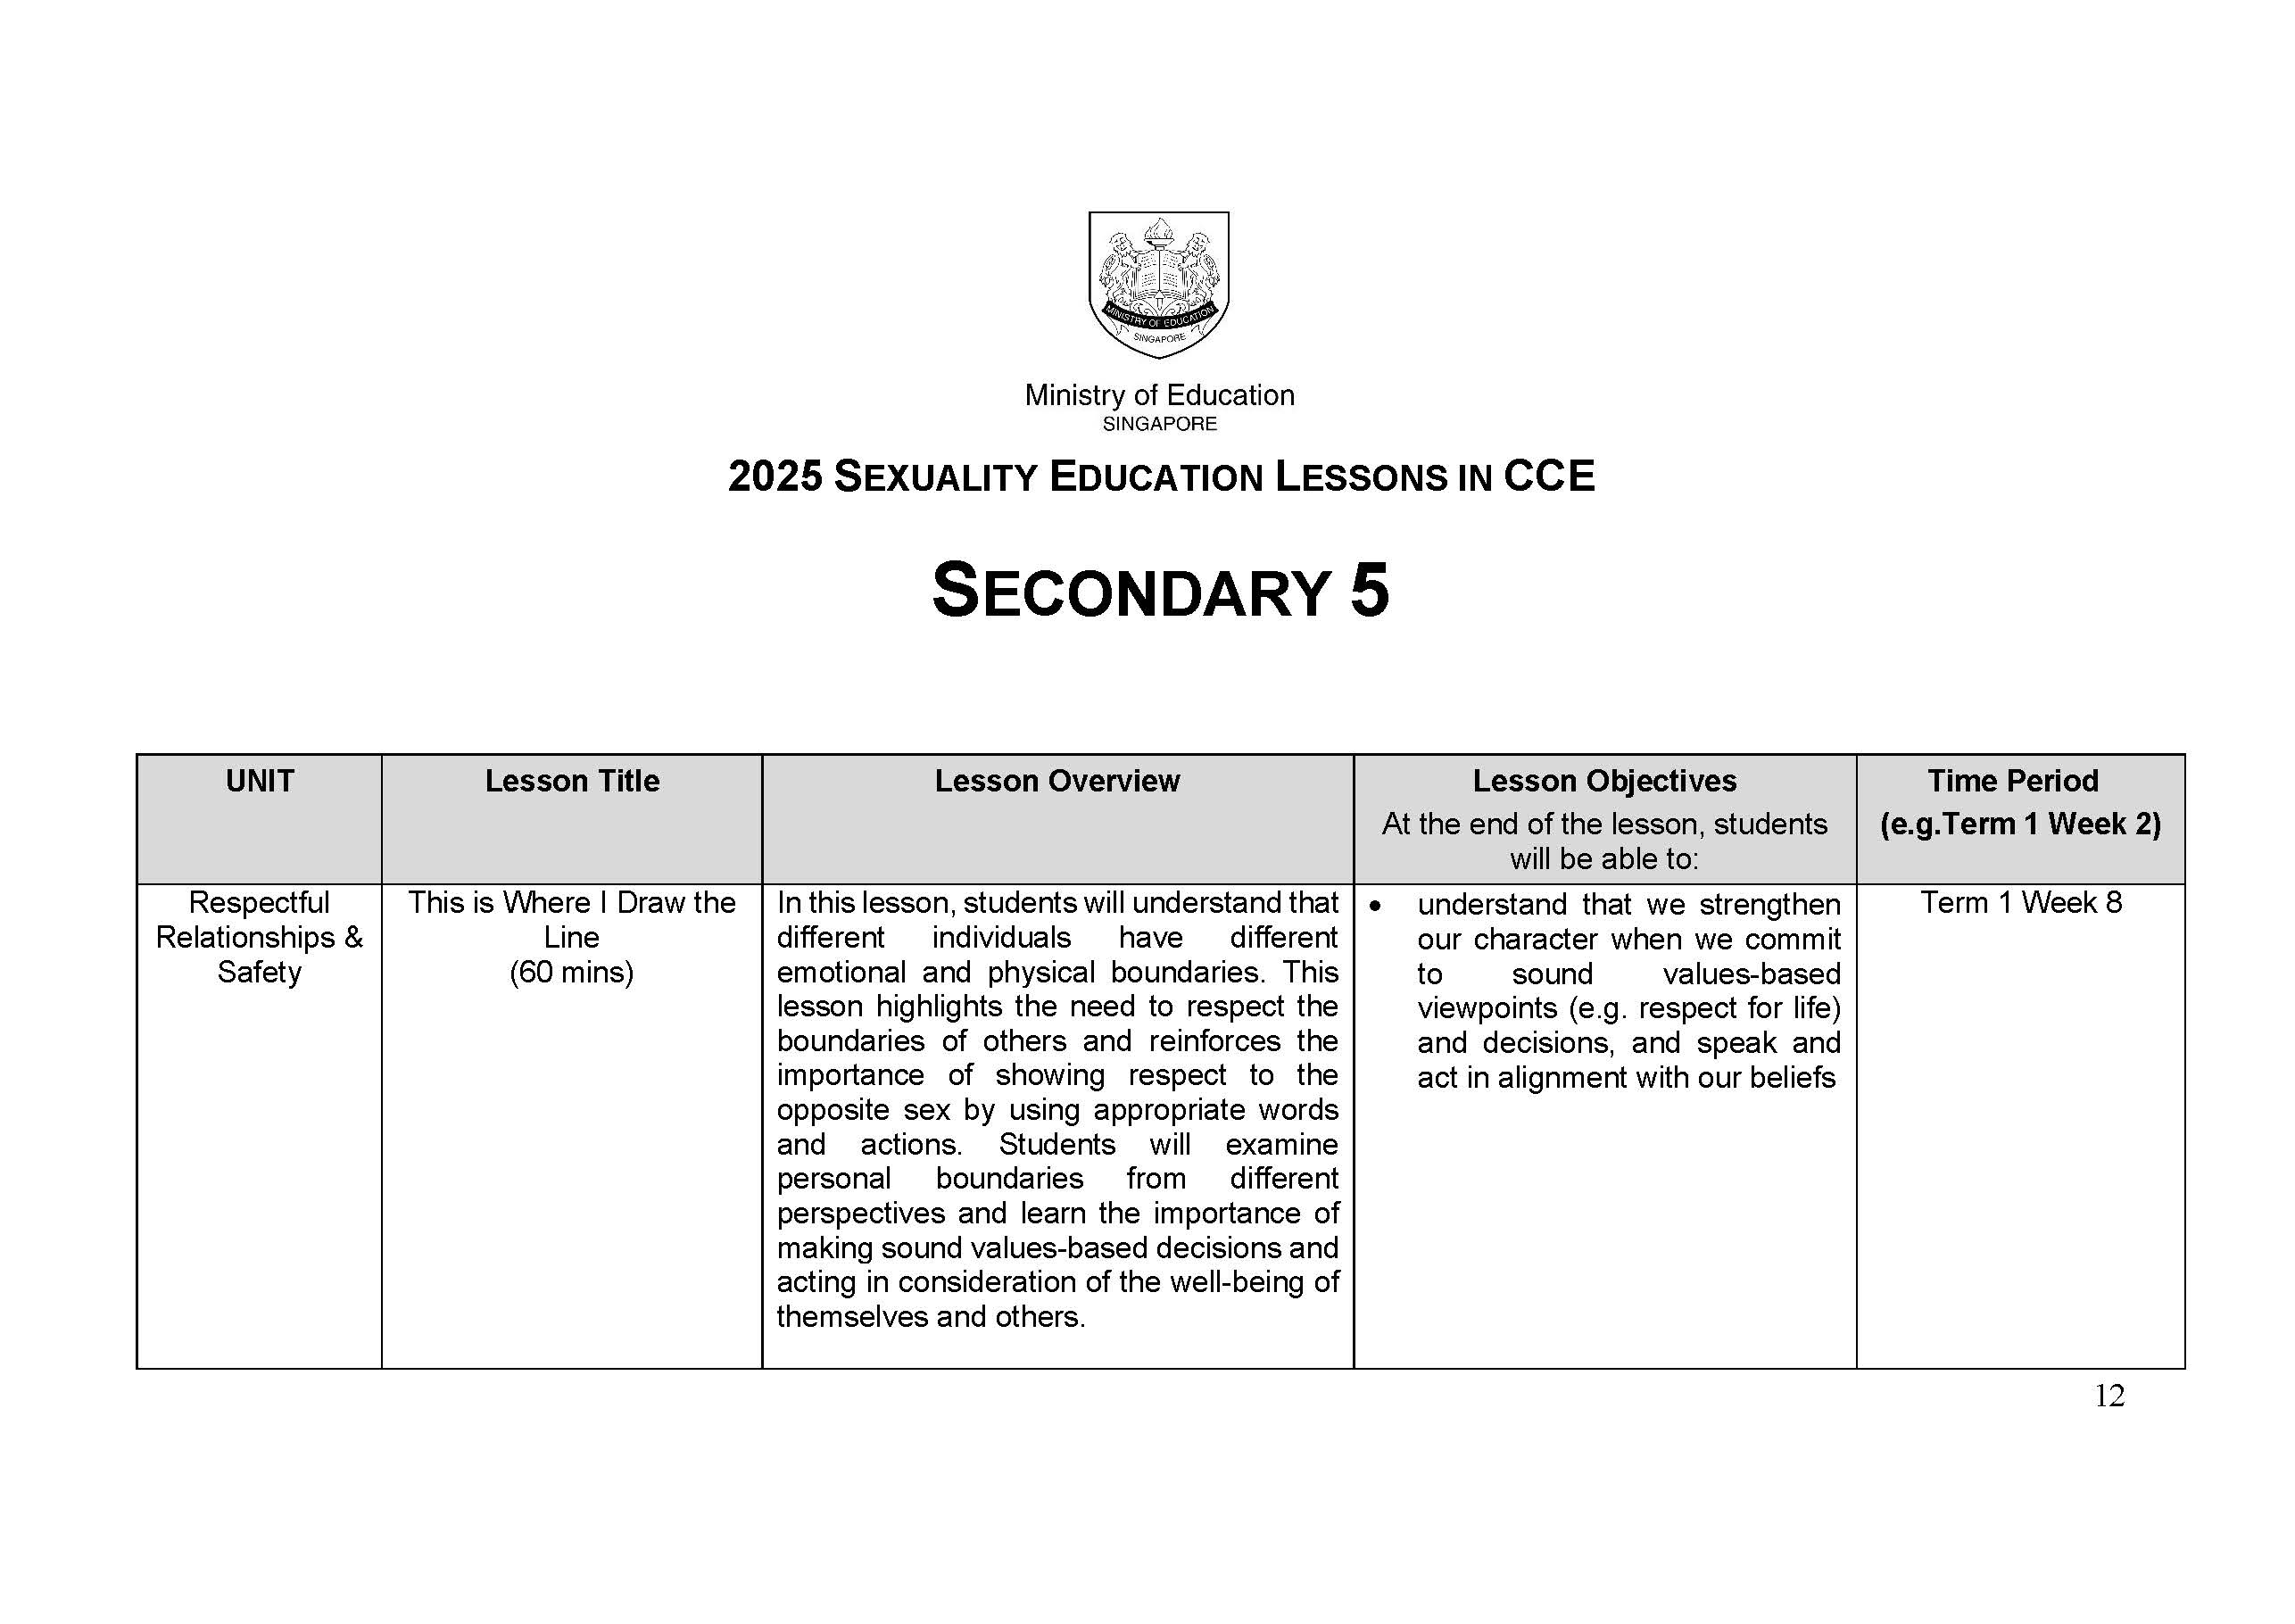 MINISTRY OF EDUCATION
SINGAPORE
Ministry of Education
SINGAPORE
2025 SEXUALITY EDUCATION LESSONS IN CCE
SECONDARY 5
UNIT
Lesson Title
Lesson Overview
Lesson Objectives
At the end of the lesson, students
will be able to:
Time Period
(e.g.Term 1 Week 2)
Respectful
Relationships &
Safety
This is Where I Draw the
Line
(60 mins)
In this lesson, students will understand that
different individuals have different
emotional and physical boundaries. This
lesson highlights the need to respect the
boundaries of others and reinforces the
importance of showing respect to the
opposite sex by using appropriate words
and actions. Students will examine
personal boundaries from different
perspectives and learn the importance of
making sound values-based decisions and
acting in consideration of the well-being of
themselves and others.
• understand that we strengthen
our character when we commit
to sound values-based
viewpoints (e.g. respect for life)
and decisions, and speak and
act in alignment with our beliefs
Term 1 Week 8
12